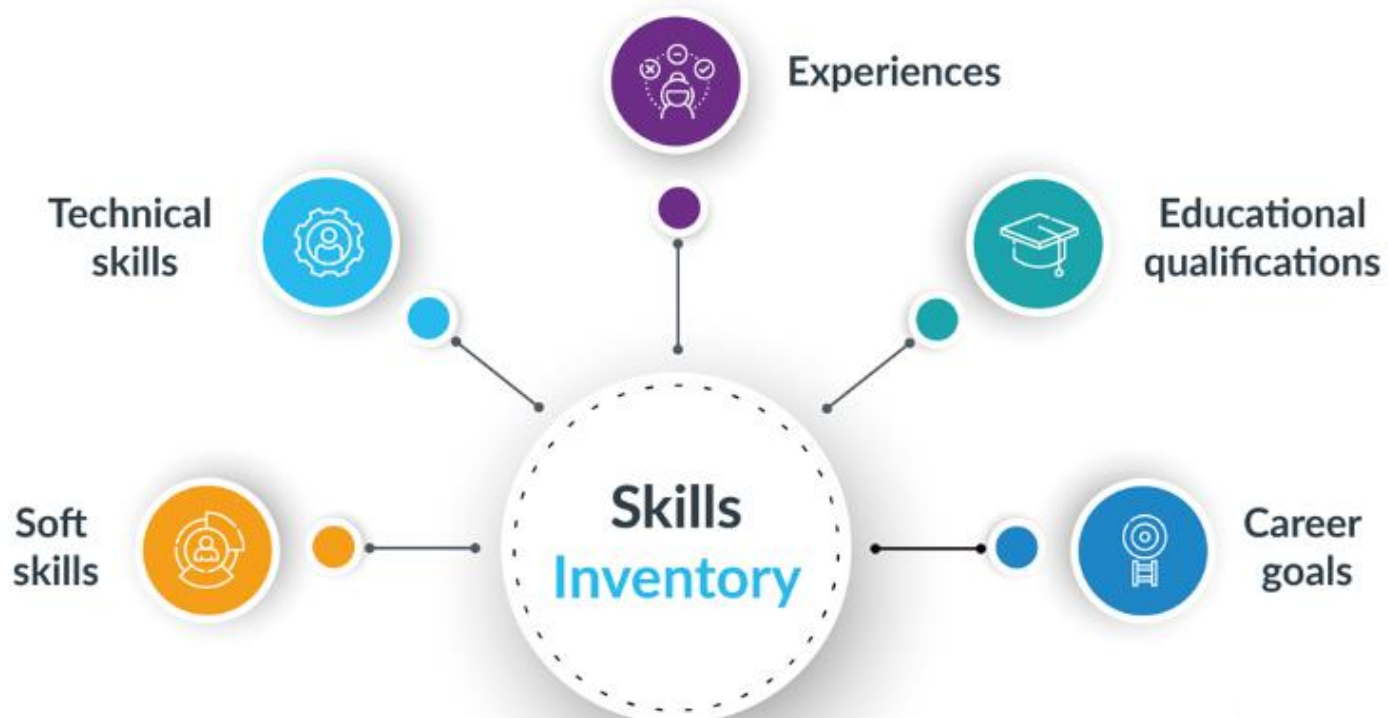 Experiences
Technical
skills
Educational
qualifications
Soft
skills
Skills
Inventory
Career
goals